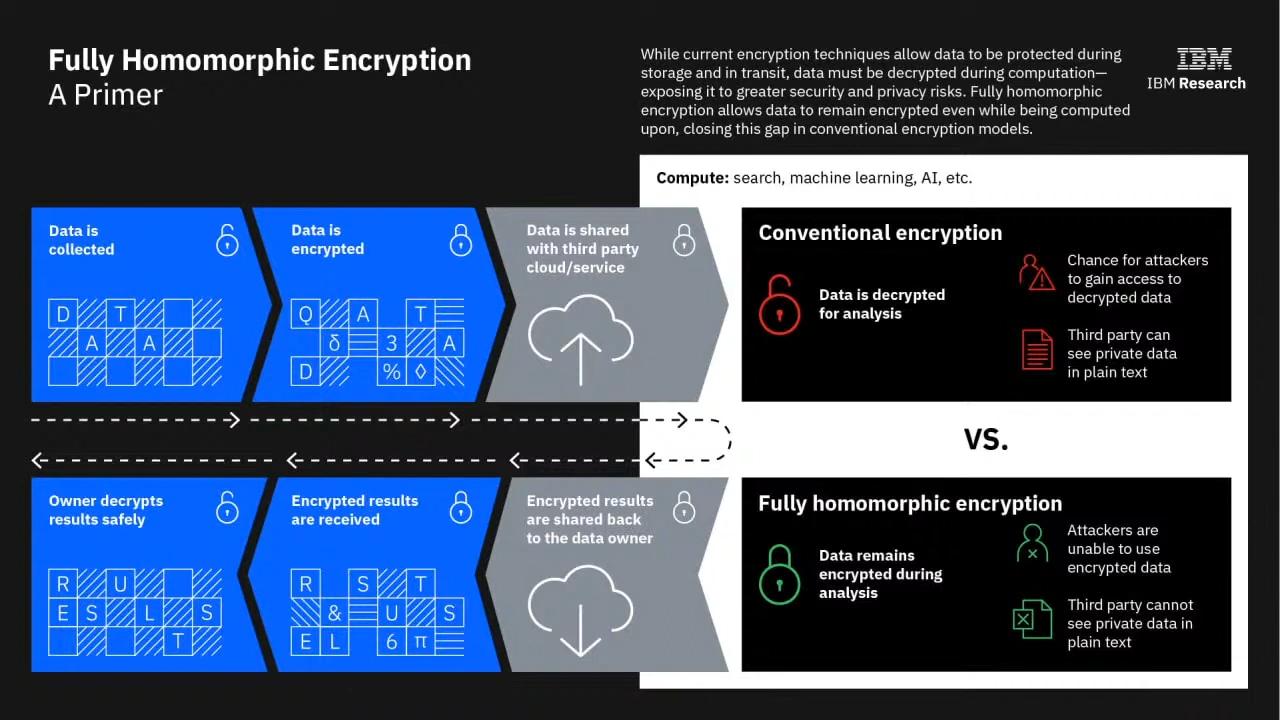 Fully Homomorphic Encryption
A Primer
While current encryption techniques allow data to be protected during
storage and in transit, data must be decrypted during computation—
exposing it to greater security and privacy risks. Fully homomorphic
encryption allows data to remain encrypted even while being computed
upon, closing this gap in conventional encryption models.
IBM
IBM Research
Compute: search, machine learning, AI, etc.
Data is
collected
D T
A A
Data is
encrypted
Q A T
δ 3 A
D % ◊
Data is shared
with third party
cloud/service
Conventional encryption
Data is decrypted
for analysis
Chance for attackers
to gain access to
decrypted data
Third party can
see private data
in plain text
VS.
Owner decrypts
results safely
R U
E S L S
T
Encrypted results
are received
R S T
& U S
E L 6 π
Encrypted results
are shared back
to the data owner
Fully homomorphic encryption
Data remains
encrypted during
analysis
Attackers are
unable to use
encrypted data
Third party cannot
see private data in
plain text